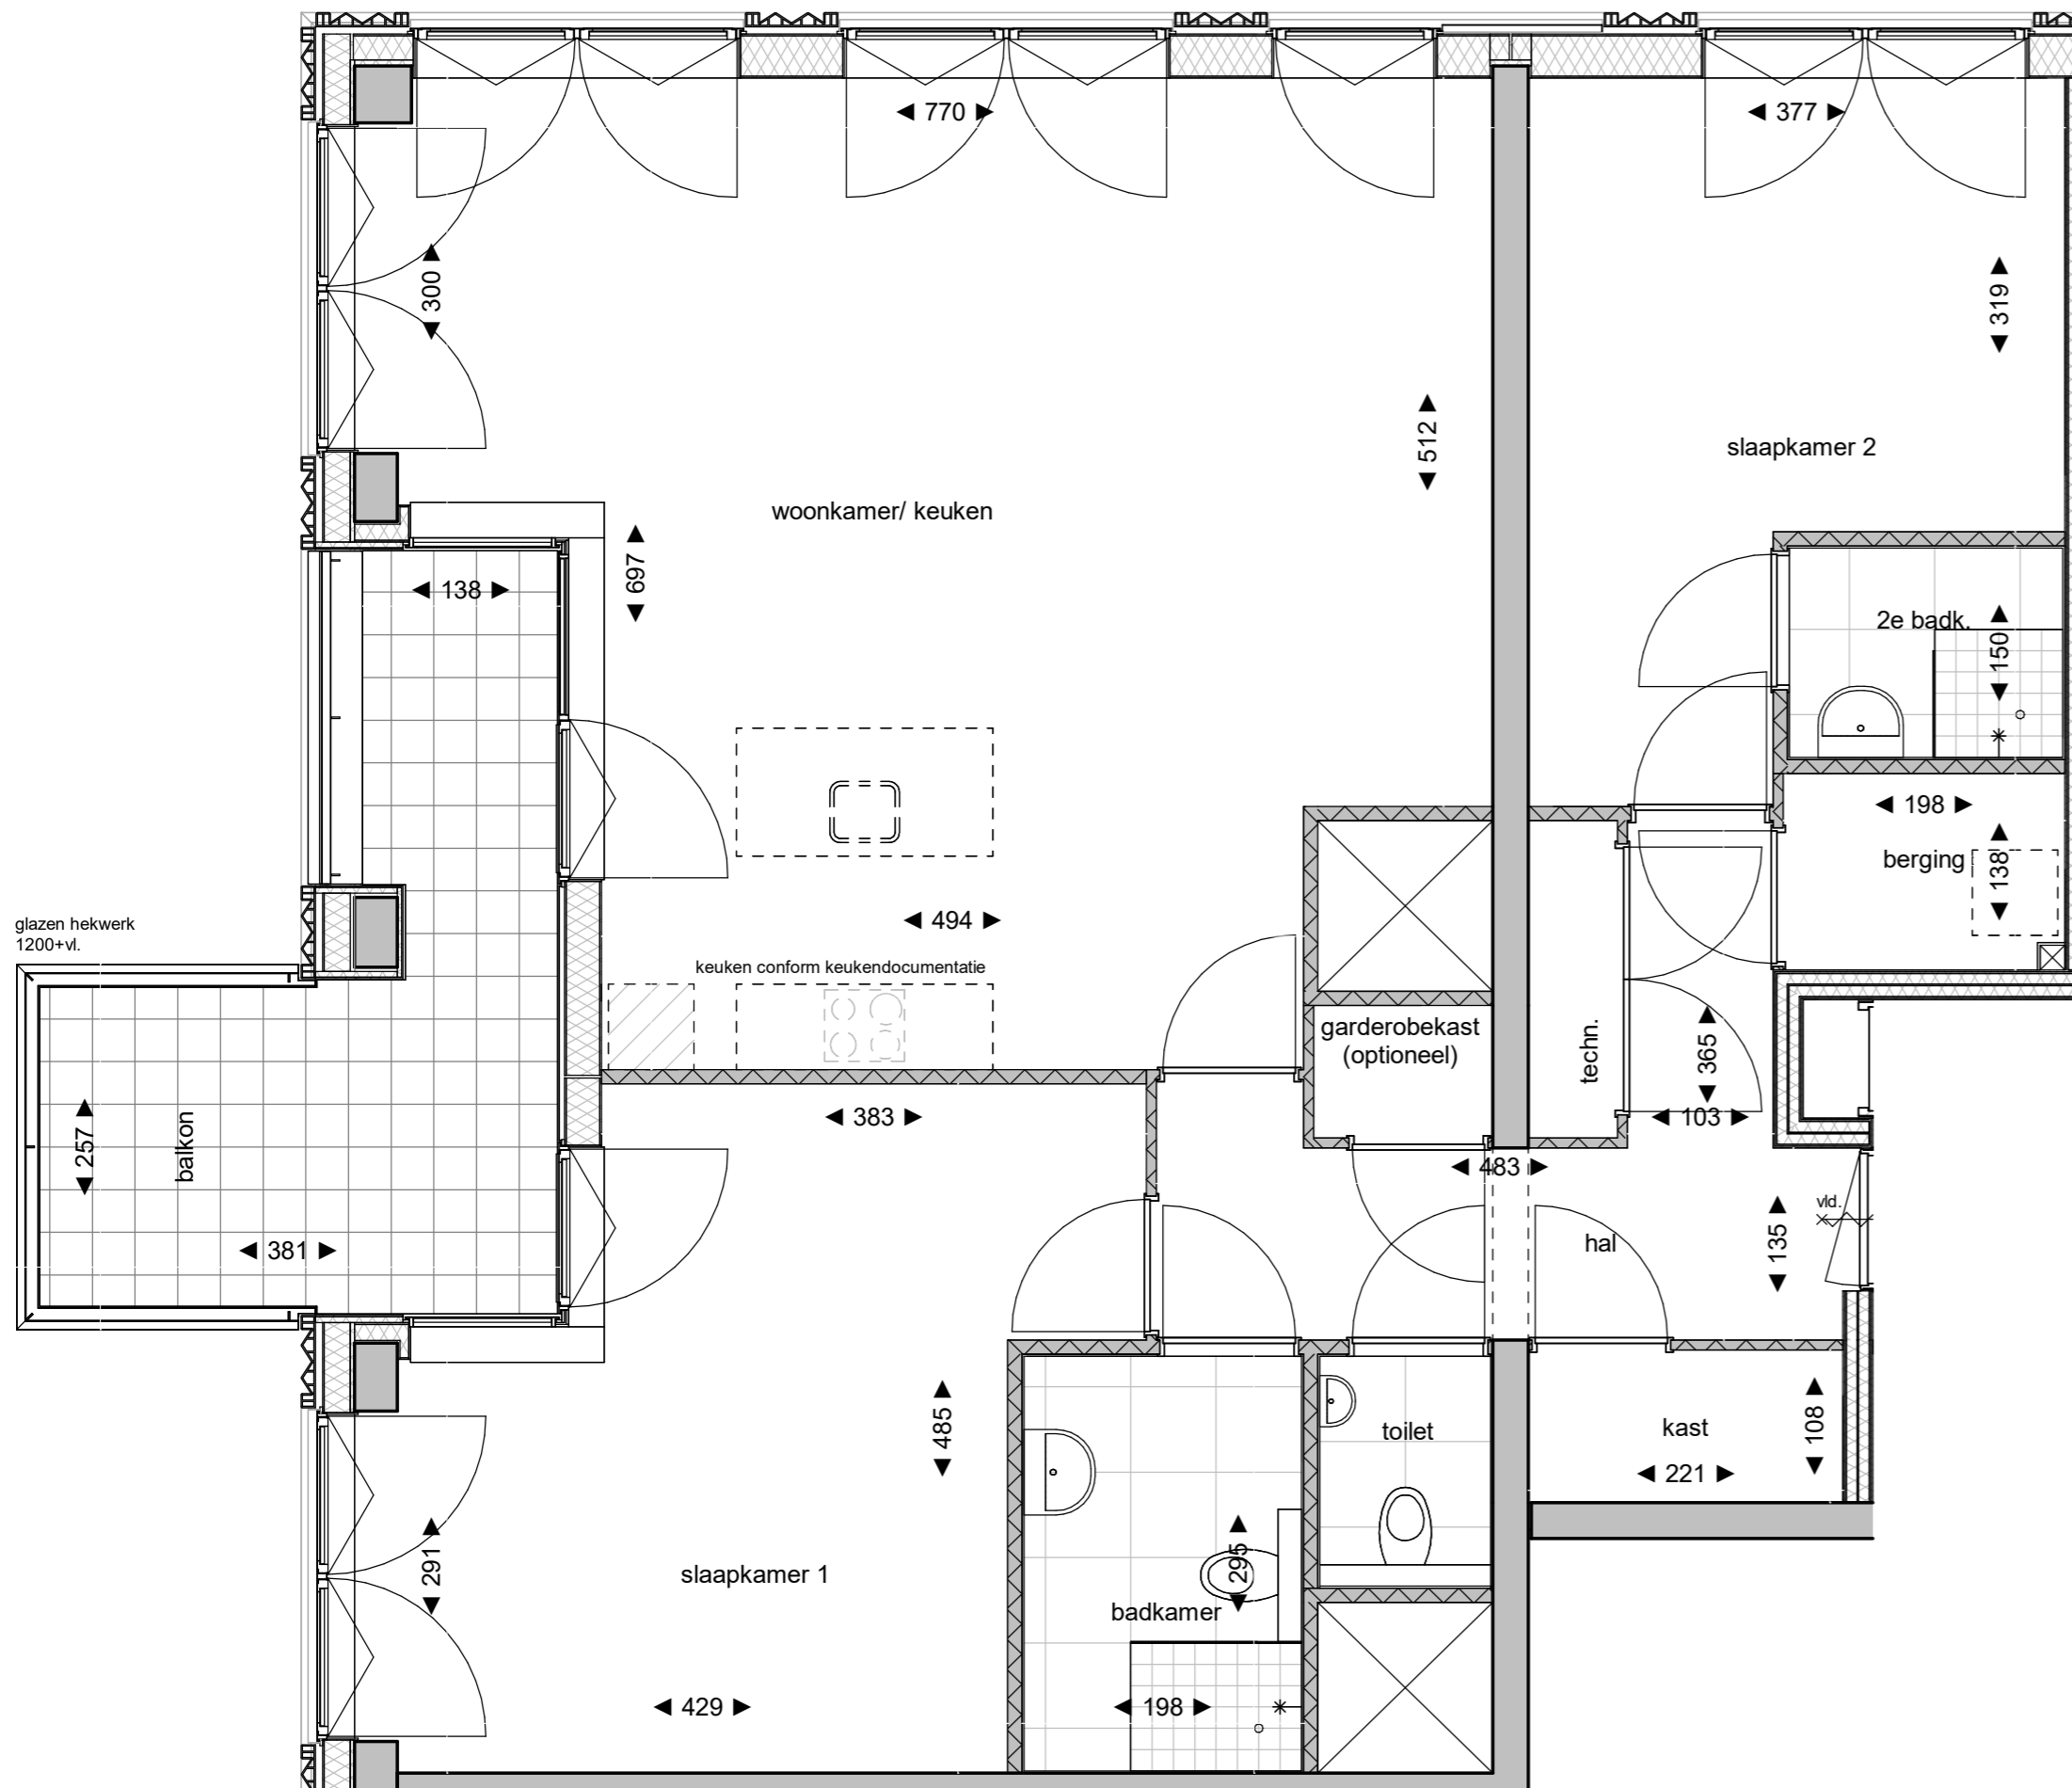 ◄ 770 ►
◄ 377 ►
▲ 300 ▼
▲ 319 ▼
▲ 512 ▼
slaapkamer 2
woonkamer/ keuken
▲ 697 ▼
◄ 138 ►
2e badk.
▲ 150 ▼
◄ 198 ►
berging
▲ 138 ▼
◄ 494 ►
glazen hekwerk
1200+vl.
keuken conform keukendocumentatie
garderobekast
(optioneel)
techn.
▲ 365 ▼
◄ 383 ►
◄ 103 ►
▲ 257 ▼
balkon
◄ 483 ►
vld.
▲ 135 ▼
hal
◄ 381 ►
▲ 485 ▼
toilet
kast
▲ 108 ▼
◄ 221 ►
▲ 291 ▼
slaapkamer 1
▲ 295 ▼
badkamer
◄ 429 ►
◄ 198 ►